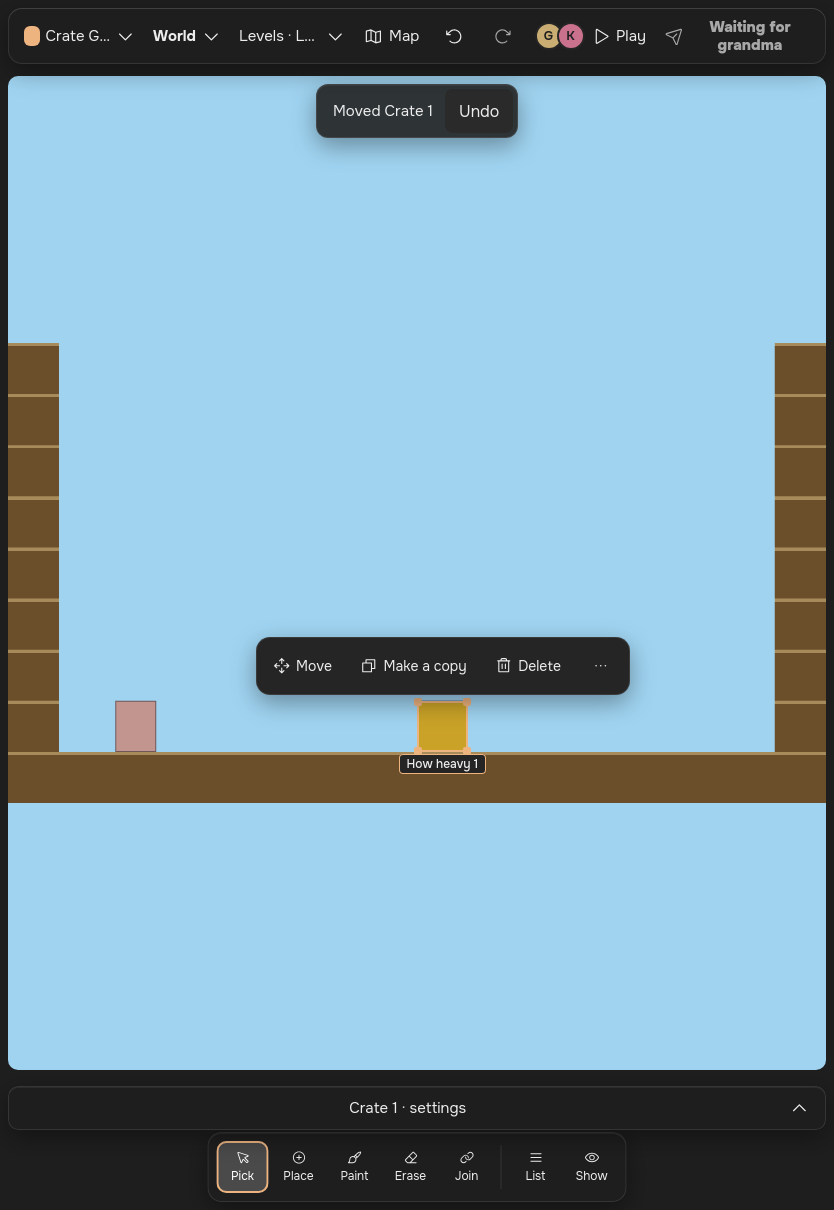 Crate G... World Levels · L... Map G K Play Waiting for grandma
Moved Crate 1 Undo
Move Make a copy Delete ...
How heavy 1
Crate 1 · settings
Pick Place Paint Erase Join List Show